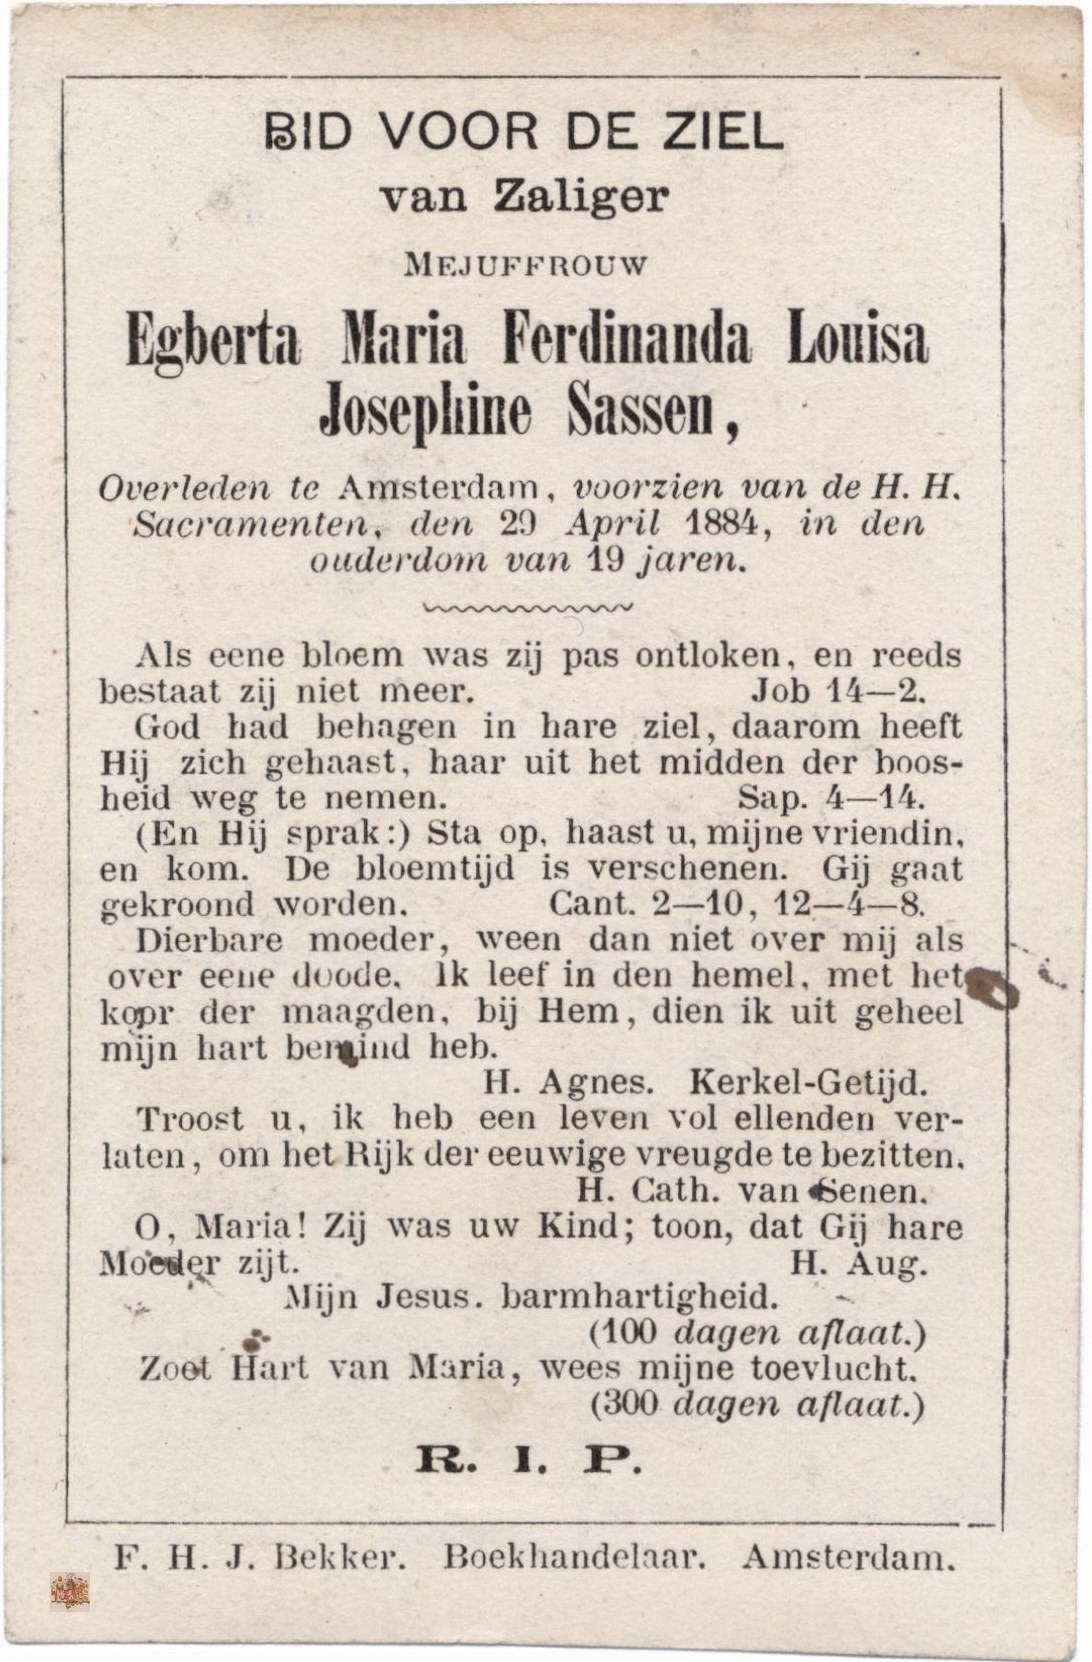 BID VOOR DE ZIEL
van Zaliger
MEJUFFROUW
Egberta Maria Ferdinanda Louisa
Josephine Sassen,
Overleden te Amsterdam, voorzien van de H. H.
Sacramenten, den 29 April 1884, in den
ouderdom van 19 jaren.
Als eene bloem was zij pas ontloken, en reeds
bestaat zij niet meer. Job 14—2.
God had behagen in hare ziel, daarom heeft
Hij zich gehaast, haar uit het midden der boos-
heid weg te nemen. Sap. 4—14.
(En Hij sprak:) Sta op, haast u, mijne vriendin,
en kom. De bloemtijd is verschenen. Gij gaat
gekroond worden. Cant. 2—10, 12—4—8.
Dierbare moeder, ween dan niet over mij als
over eene doode. Ik leef in den hemel, met het
koor der maagden, bij Hem, dien ik uit geheel
mijn hart bemind heb.
H. Agnes. Kerkel-Getijd.
Troost u, ik heb een leven vol ellenden ver-
laten, om het Rijk der eeuwige vreugde te bezitten.
H. Cath. van Senen.
O, Maria! Zij was uw Kind; toon, dat Gij hare
Moeder zijt. H. Aug.
Mijn Jesus. barmhartigheid.
(100 dagen aflaat.)
Zoet Hart van Maria, wees mijne toevlucht.
(300 dagen aflaat.)
R. I. P.
F. H. J. Bekker. Boekhandelaar. Amsterdam.